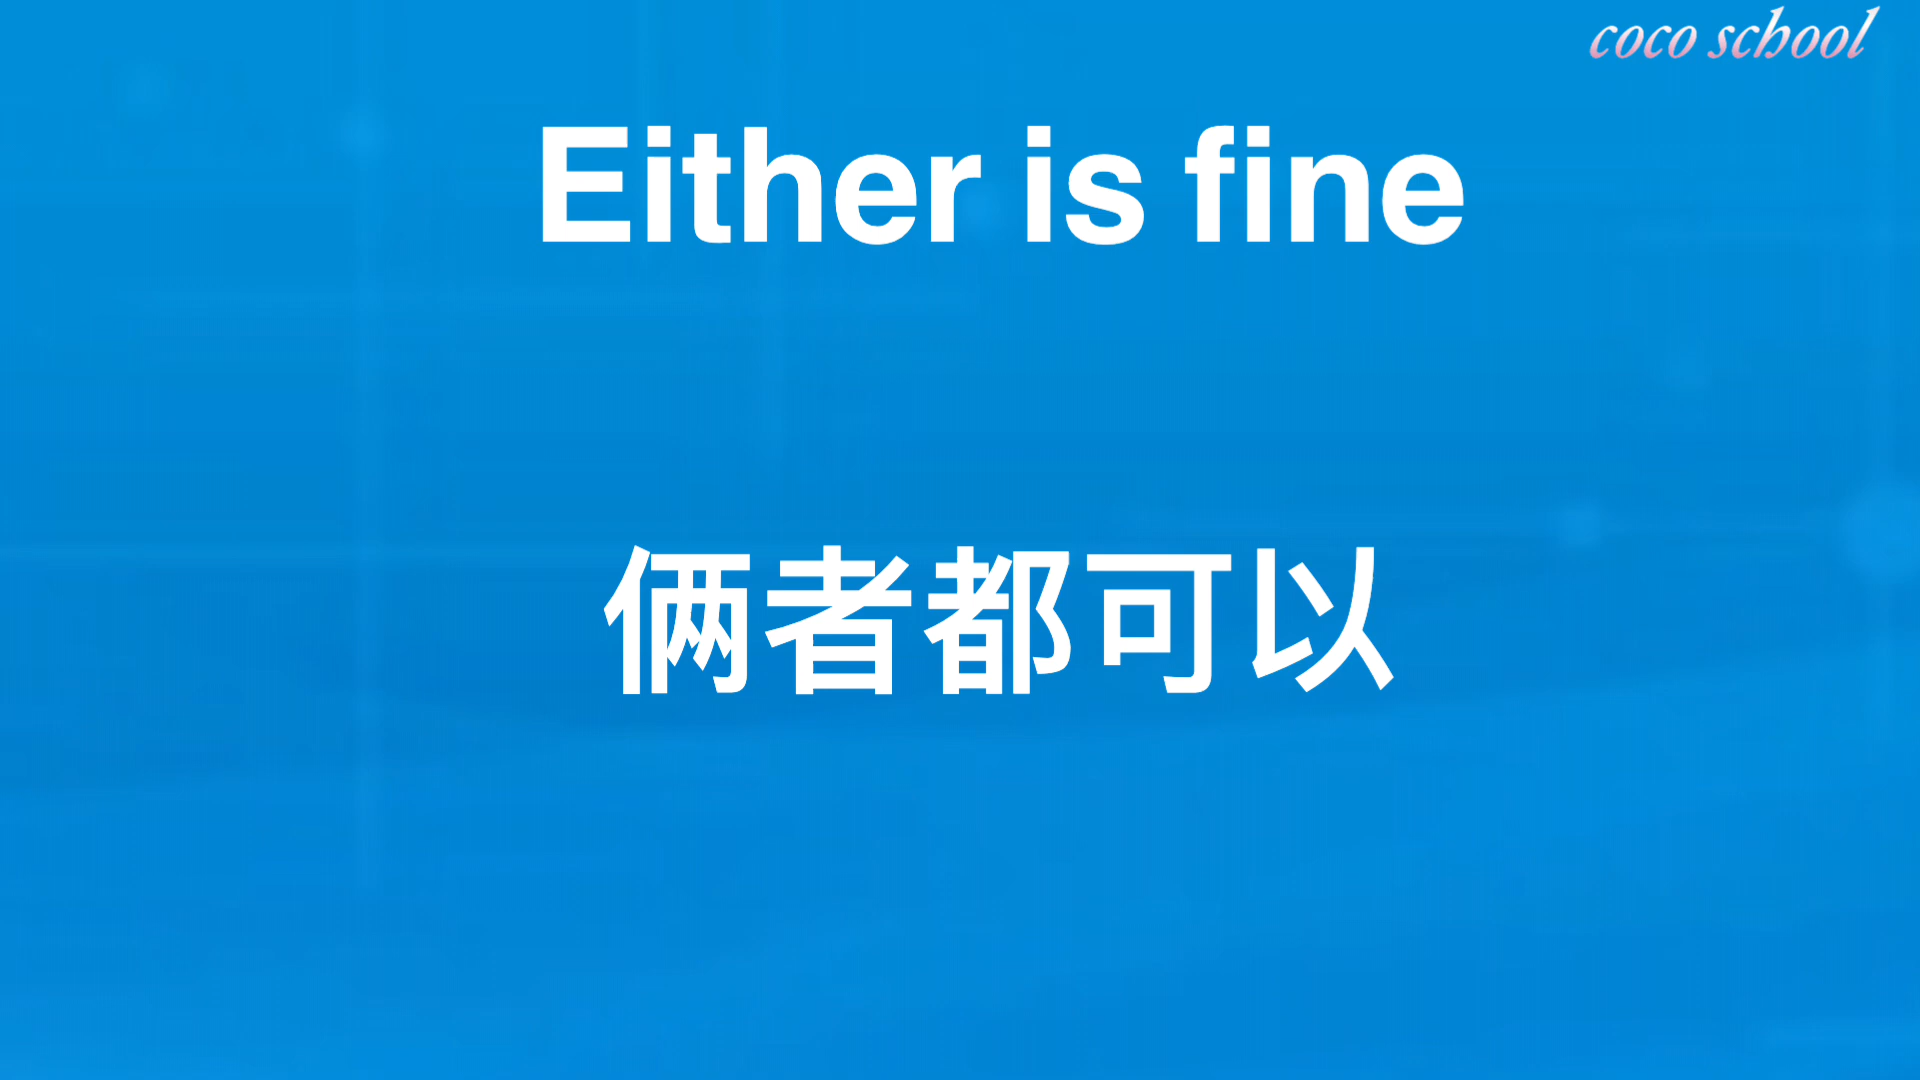 coco school
Either is fine
俩者都可以